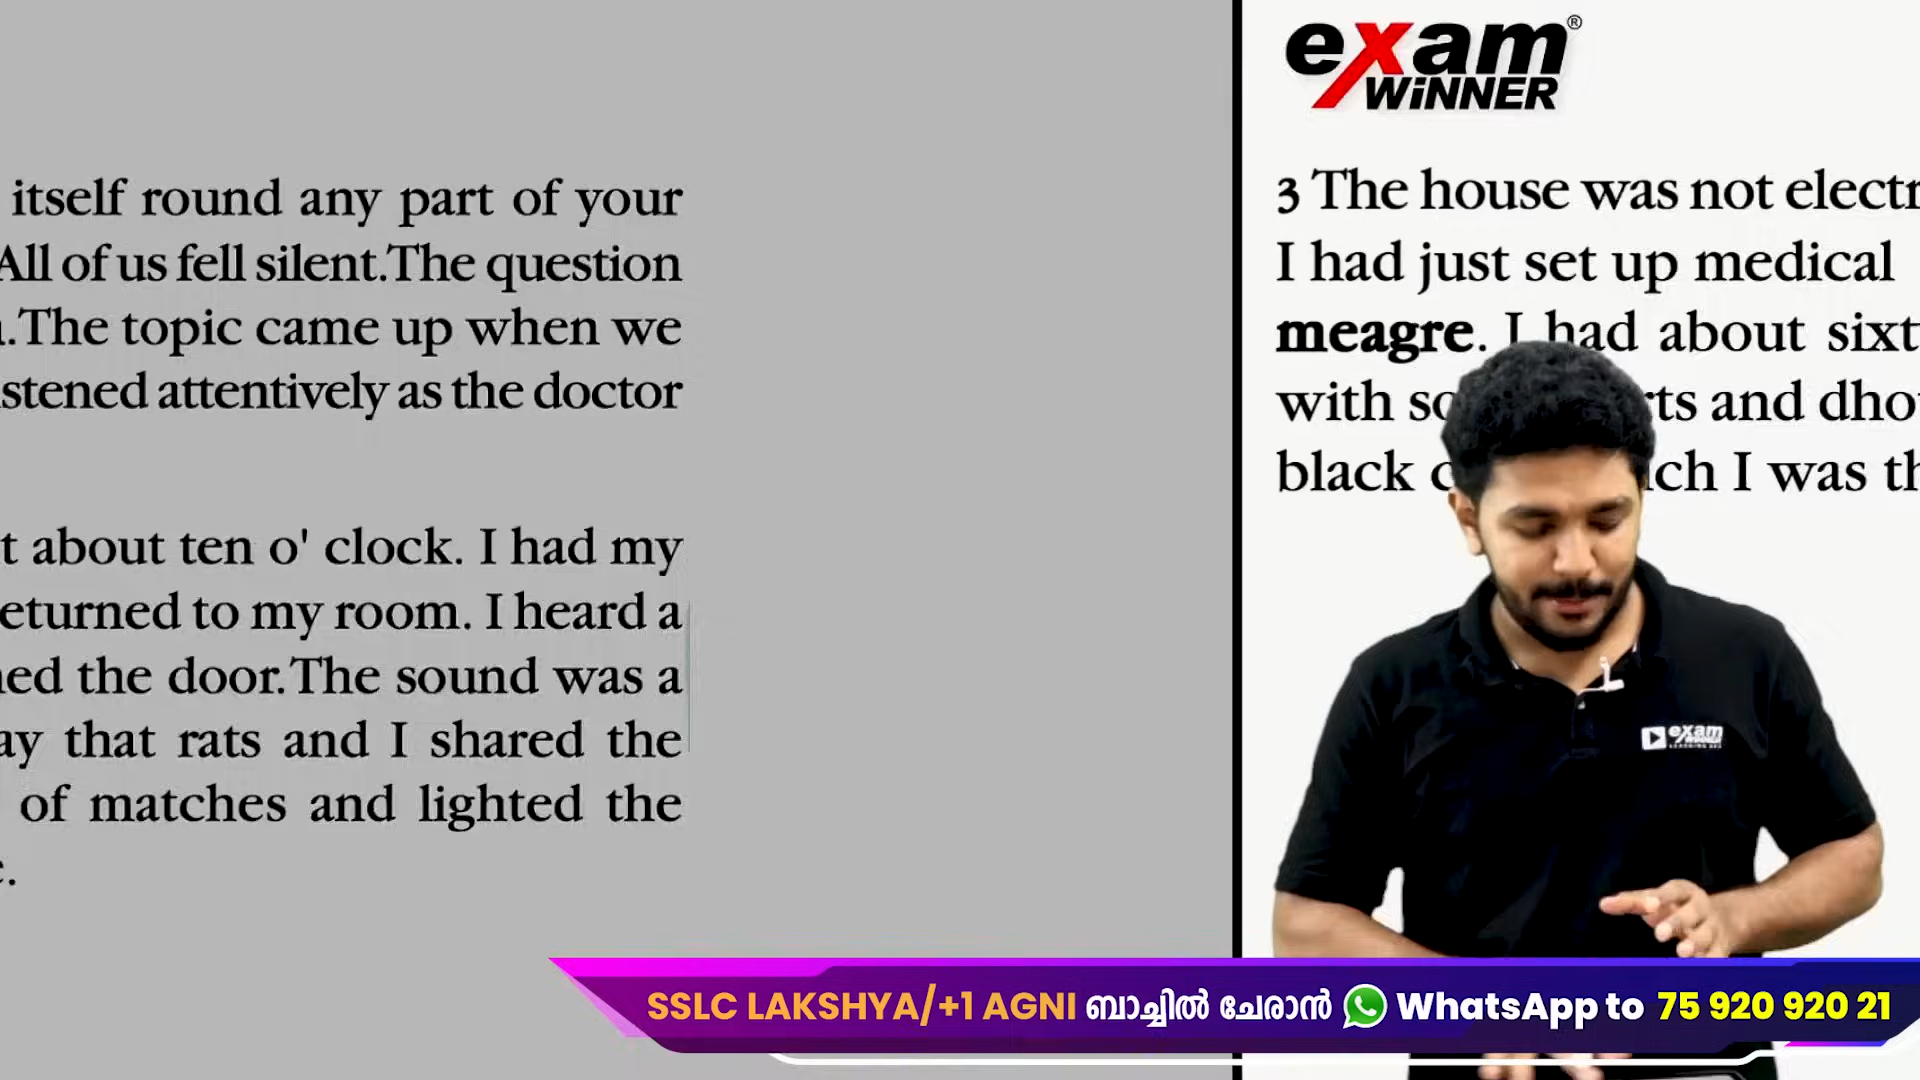 itself round any part of your
All of us fell silent.The question
.The topic came up when we
stened attentively as the doctor
t about ten o' clock. I had my
eturned to my room. I heard a
ed the door.The sound was a
ay that rats and I shared the
of matches and lighted the
.
exam®
WiNNER
3 The house was not electr
I had just set up medical
meagre. I had about sixt
with so rts and dho
black c ch I was th
exam
WINNER
SSLC LAKSHYA/+1 AGNI ബാച്ചിൽ ചേരാൻ WhatsApp to 75 920 920 21